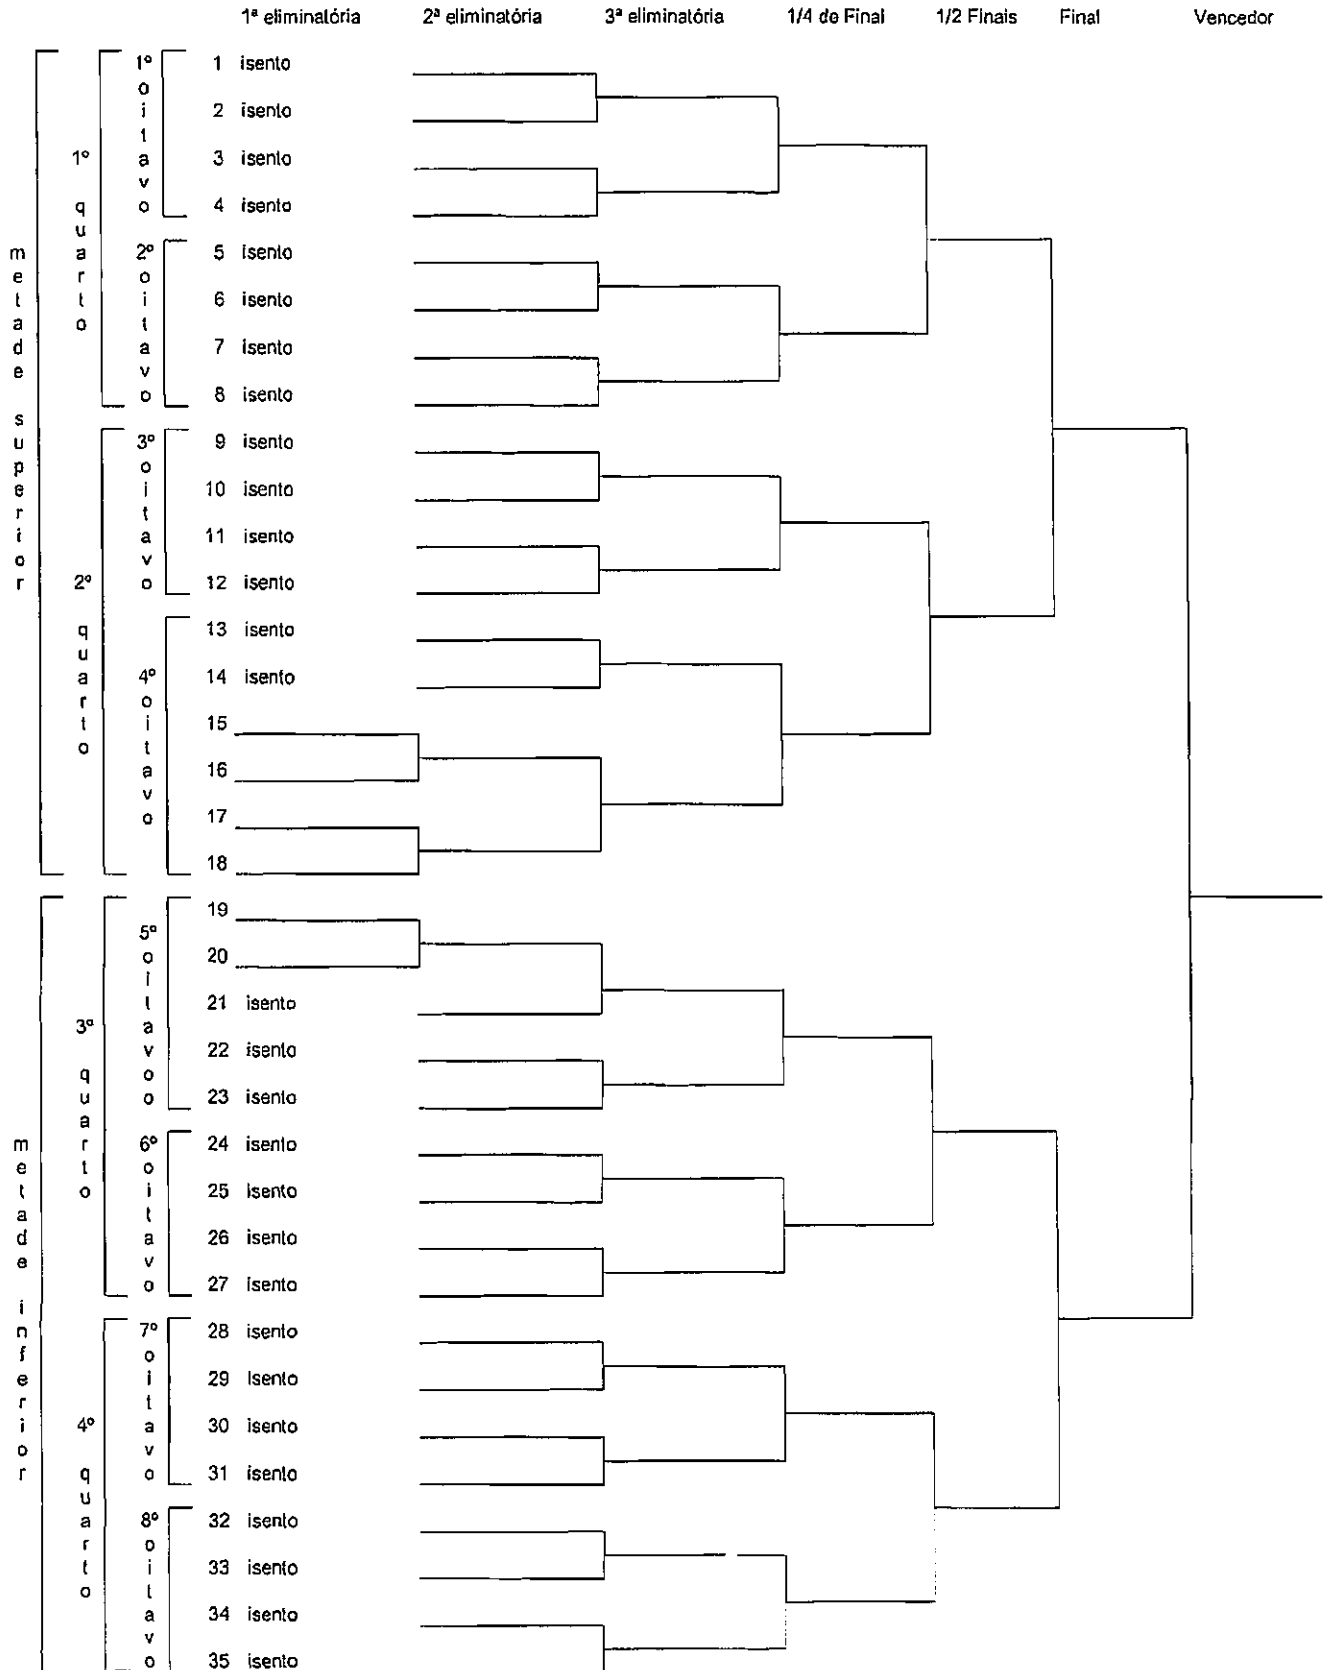 1ª eliminatória 2ª eliminatória 3ª eliminatória 1/4 de Final 1/2 Finais Final Vencedor
metade superior
1º quarto
1º oitavo
1 isento
2 isento
3 isento
4 isento
2º oitavo
5 isento
6 isento
7 isento
8 isento
2º quarto
3º oitavo
9 isento
10 isento
11 isento
12 isento
4º oitavo
13 isento
14 isento
15
16
17
18
metade inferior
3ª quarto
5º oitavoo
19
20
21 isento
22 isento
23 isento
6º oitavo
24 isento
25 isento
26 isento
27 isento
4º quarto
7º oitavo
28 isento
29 isento
30 isento
31 isento
8º oitavo
32 isento
33 isento
34 isento
35 isento